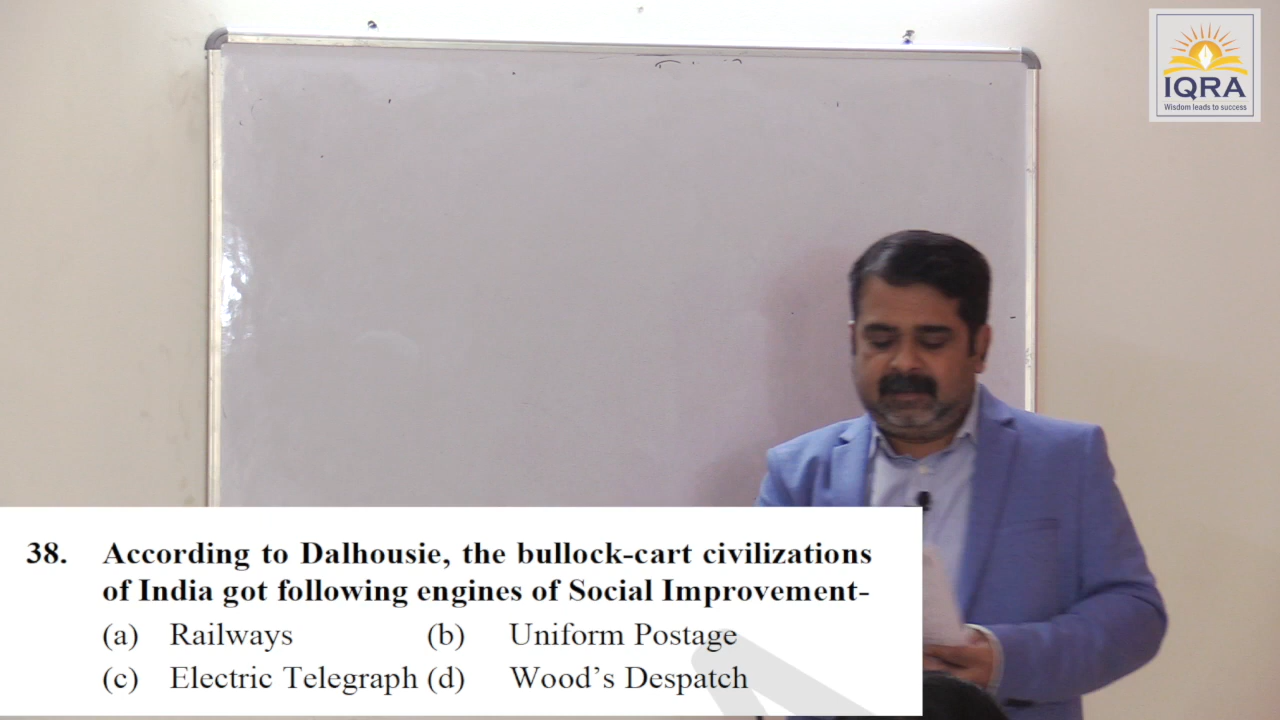 IQRA
Wisdom leads to success
38. According to Dalhousie, the bullock-cart civilizations
of India got following engines of Social Improvement-
(a) Railways (b) Uniform Postage
(c) Electric Telegraph (d) Wood's Despatch